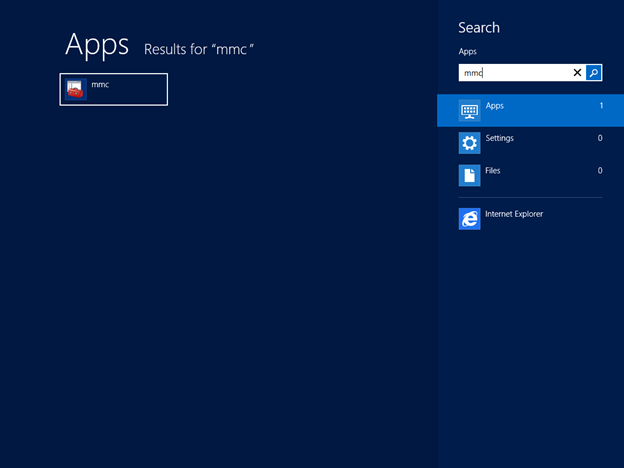 Apps Results for “mmc”
mmc
Search
Apps
mmc
Apps 1
Settings 0
Files 0
Internet Explorer